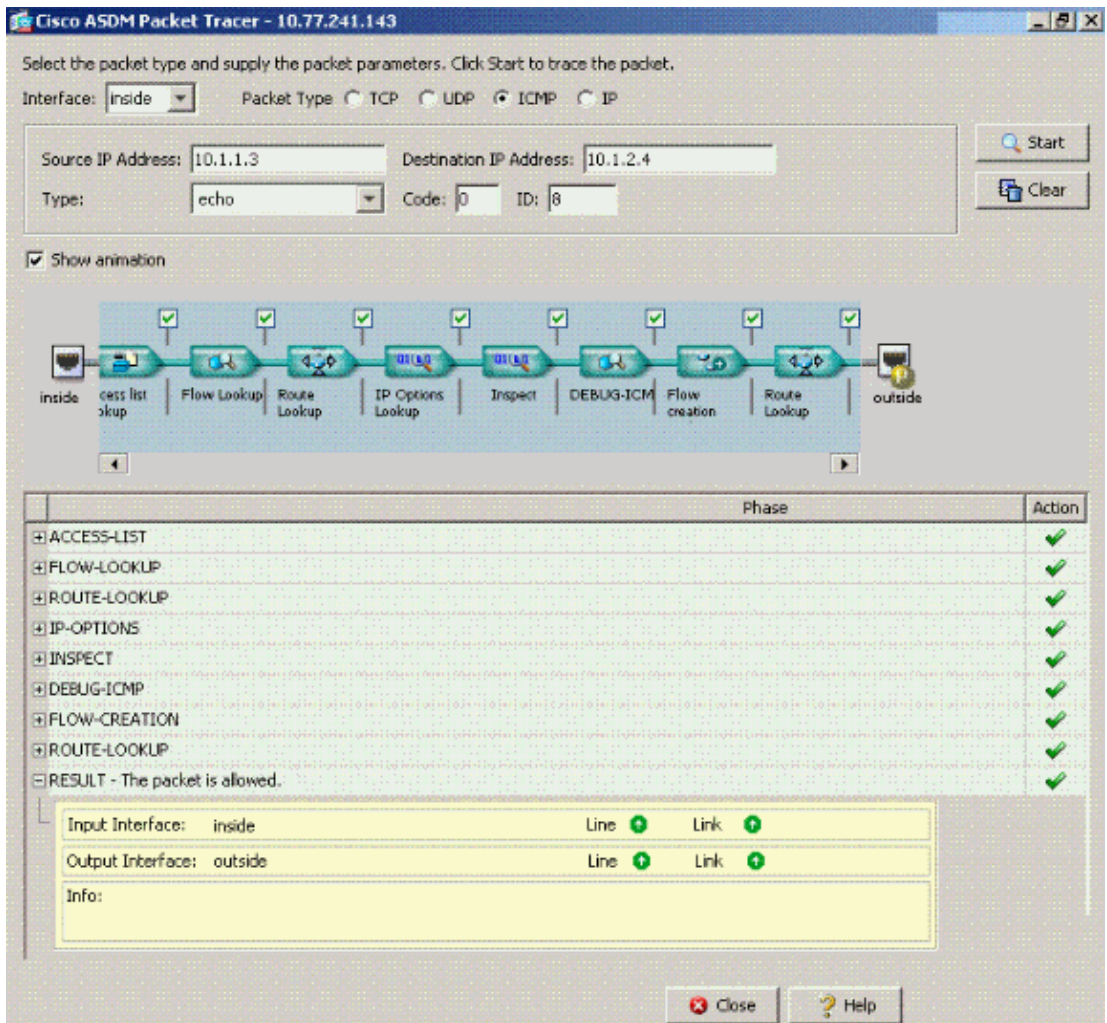 Cisco ASDM Packet Tracer - 10.77.241.143
Select the packet type and supply the packet parameters. Click Start to trace the packet.
Interface: inside Packet Type TCP UDP ICMP IP
Source IP Address: 10.1.1.3 Destination IP Address: 10.1.2.4
Start
Type: echo Code: 0 ID: 8
Clear
Show animation
inside
cess list
okup
Flow Lookup
Route
Lookup
IP Options
Lookup
Inspect
DEBUG-ICM
Flow
creation
Route
Lookup
outside
Phase Action
ACCESS-LIST
FLOW-LOOKUP
ROUTE-LOOKUP
IP-OPTIONS
INSPECT
DEBUG-ICMP
FLOW-CREATION
ROUTE-LOOKUP
RESULT - The packet is allowed.
Input Interface: inside Line Link
Output Interface: outside Line Link
Info:
Close Help